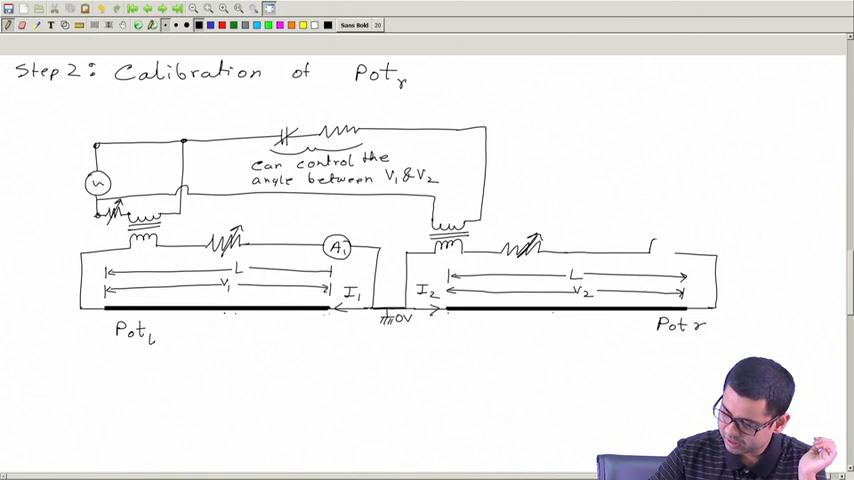 Sans Bold 20
Step 2: Calibration of Pot_r
can control the
angle between V1 & V2
A1
L
V1
I1
I2
L
V2
0V
Pot_l
Pot r